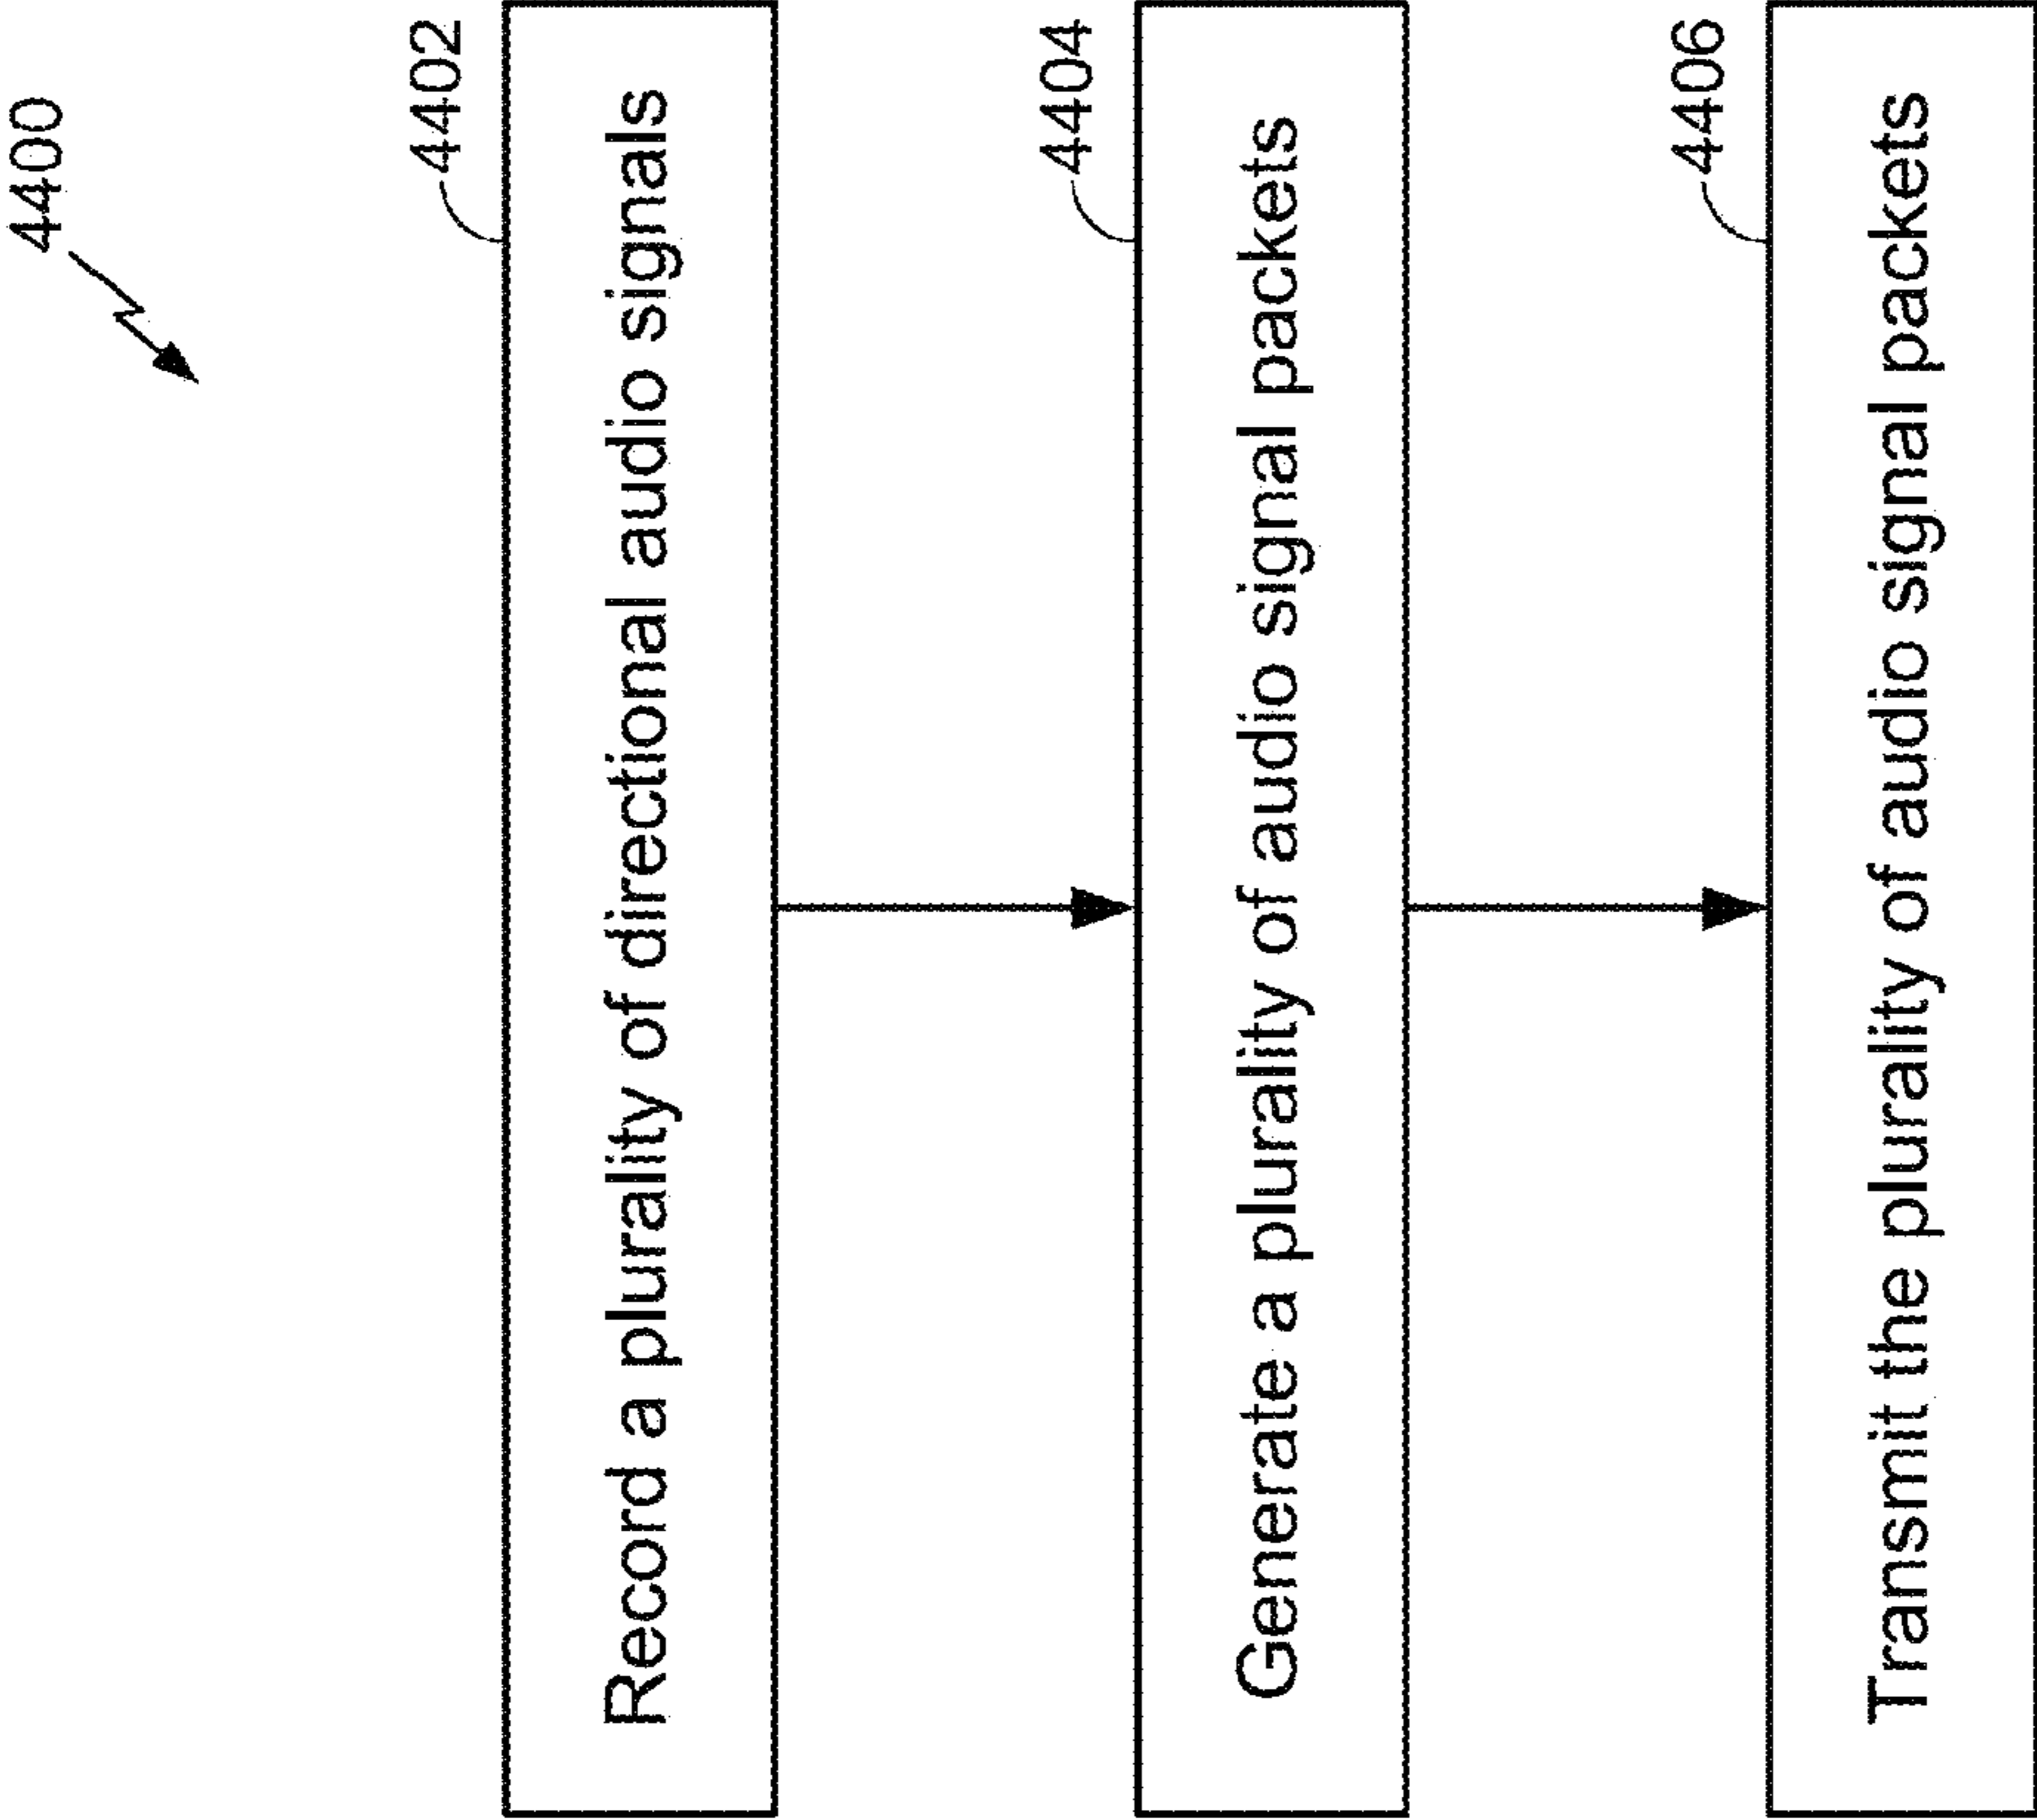 4400
4402
Record a plurality of directional audio signals
4404
Generate a plurality of audio signal packets
4406
Transmit the plurality of audio signal packets